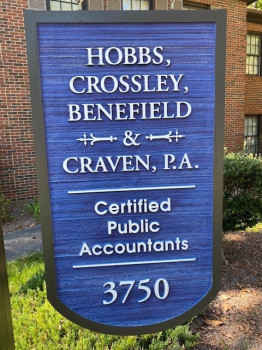 HOBBS,
CROSSLEY,
BENEFIELD
&
CRAVEN, P.A.
Certified
Public
Accountants
3750